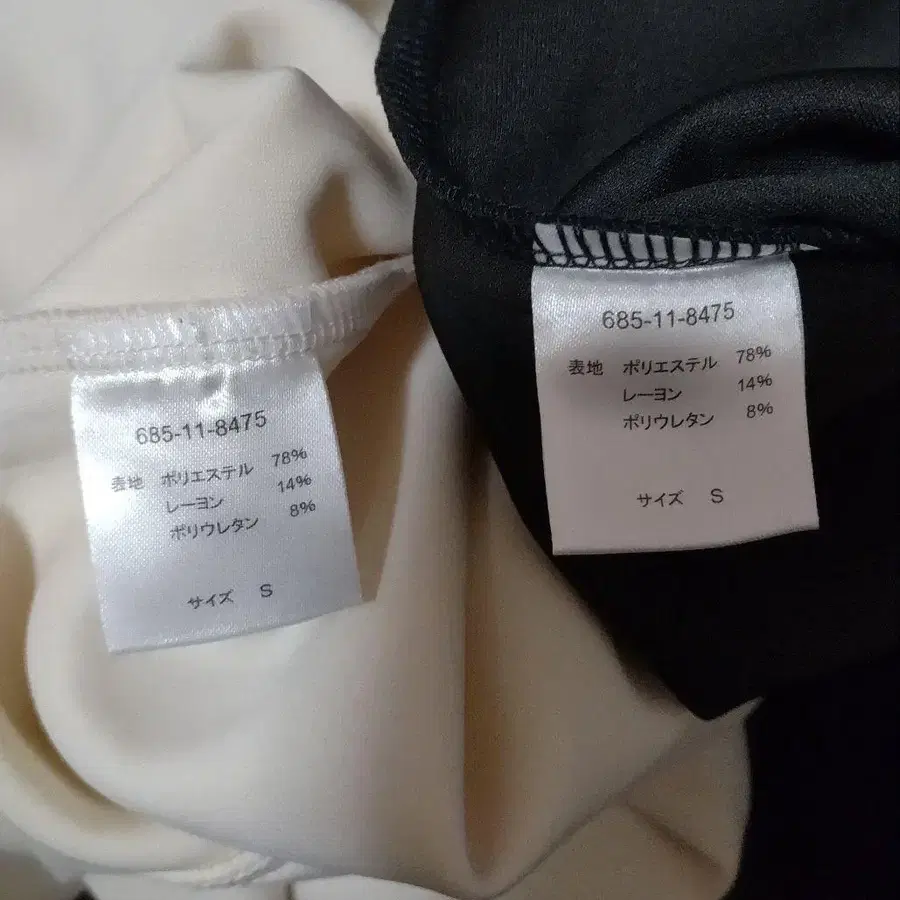 685-11-8475
表地 ポリエステル 78%
レーヨン 14%
ポリウレタン 8%
サイズ S
685-11-8475
表地 ポリエステル 78%
レーヨン 14%
ポリウレタン 8%
サイズ S